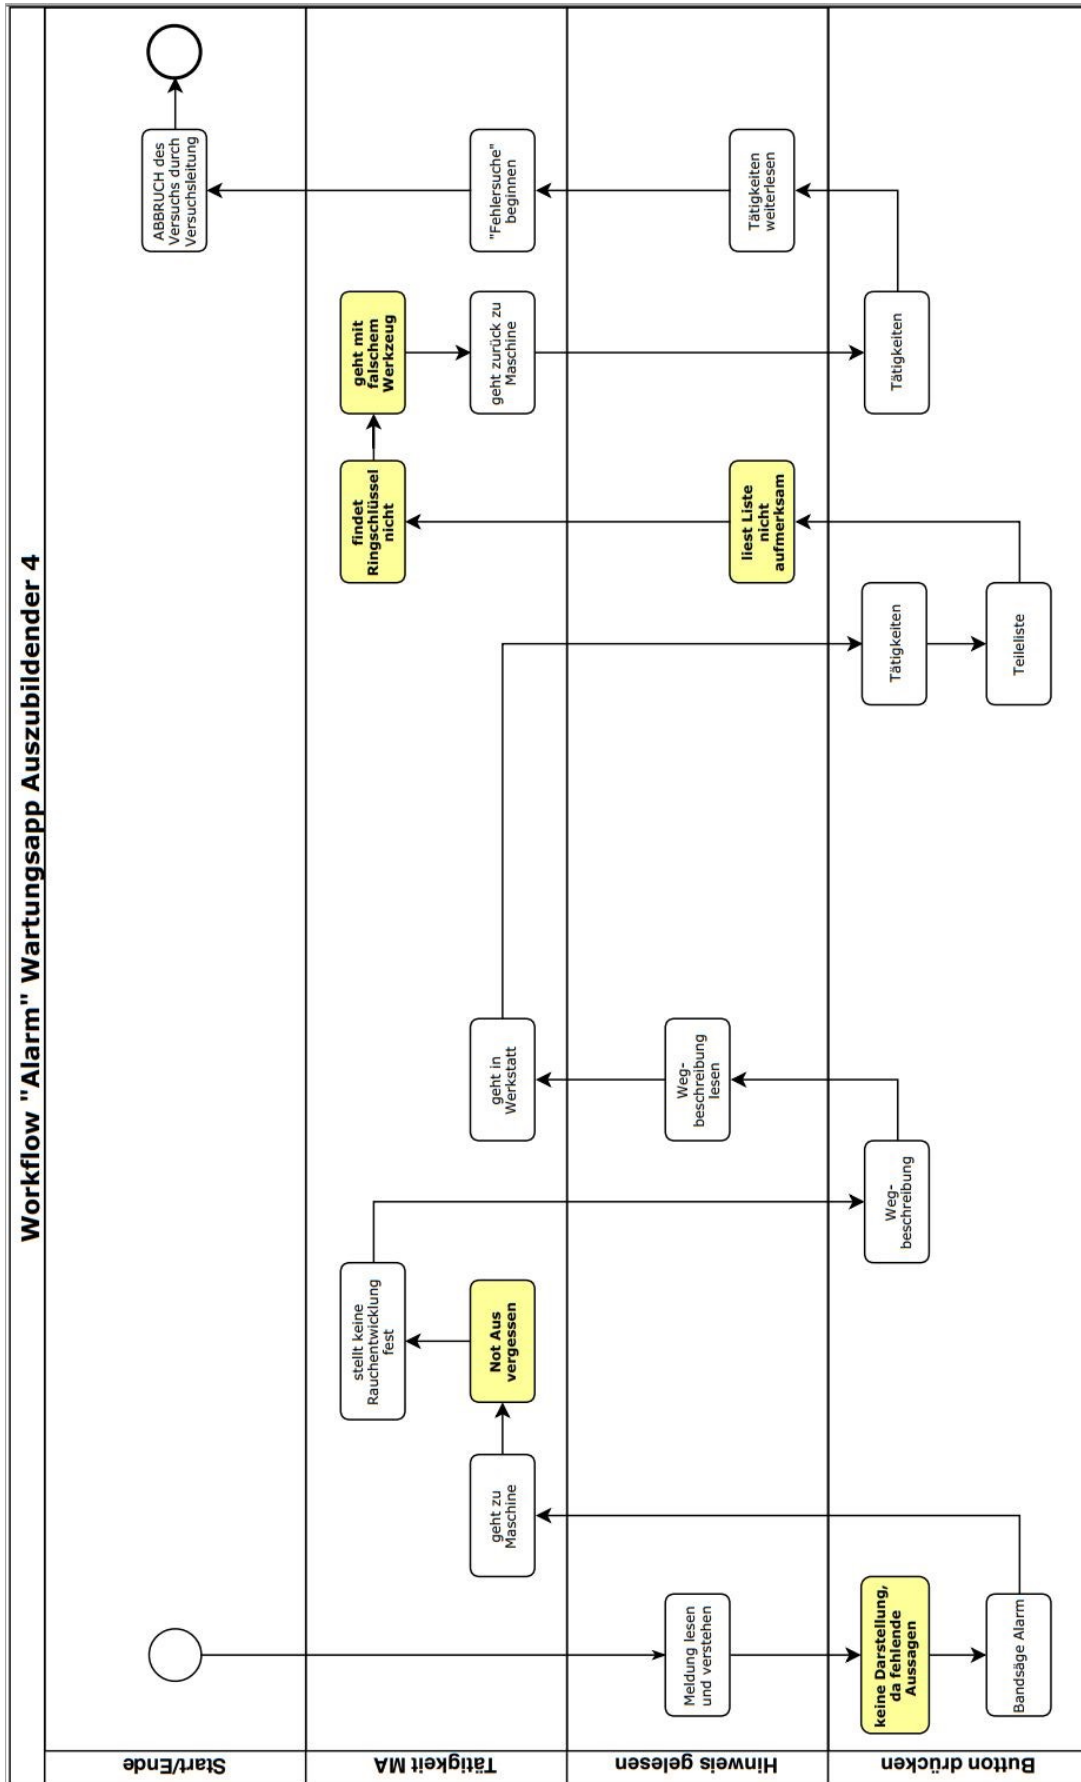 Workflow "Alarm" Wartungsapp Auszubildender 4
Start/Ende
ABBRUCH des
Versuchs durch
Versuchsleitung
Tätigkeit MA
stellt keine
Rauchentwicklung
fest
findet
Ringschlüssel
nicht
geht mit
falschem
Werkzeug
geht zu
Maschine
Not Aus
vergessen
geht in
Werkstatt
geht zurück zu
Maschine
"Fehlersuche"
beginnen
Hinweis gelesen
Meldung lesen
und verstehen
Weg-
beschreibung
lesen
liest Liste
nicht
aufmerksam
Tätigkeiten
weiterlesen
Button drücken
keine Darstellung,
da fehlende
Aussagen
Weg-
beschreibung
Tätigkeiten
Tätigkeiten
Bandsäge Alarm
Teileliste